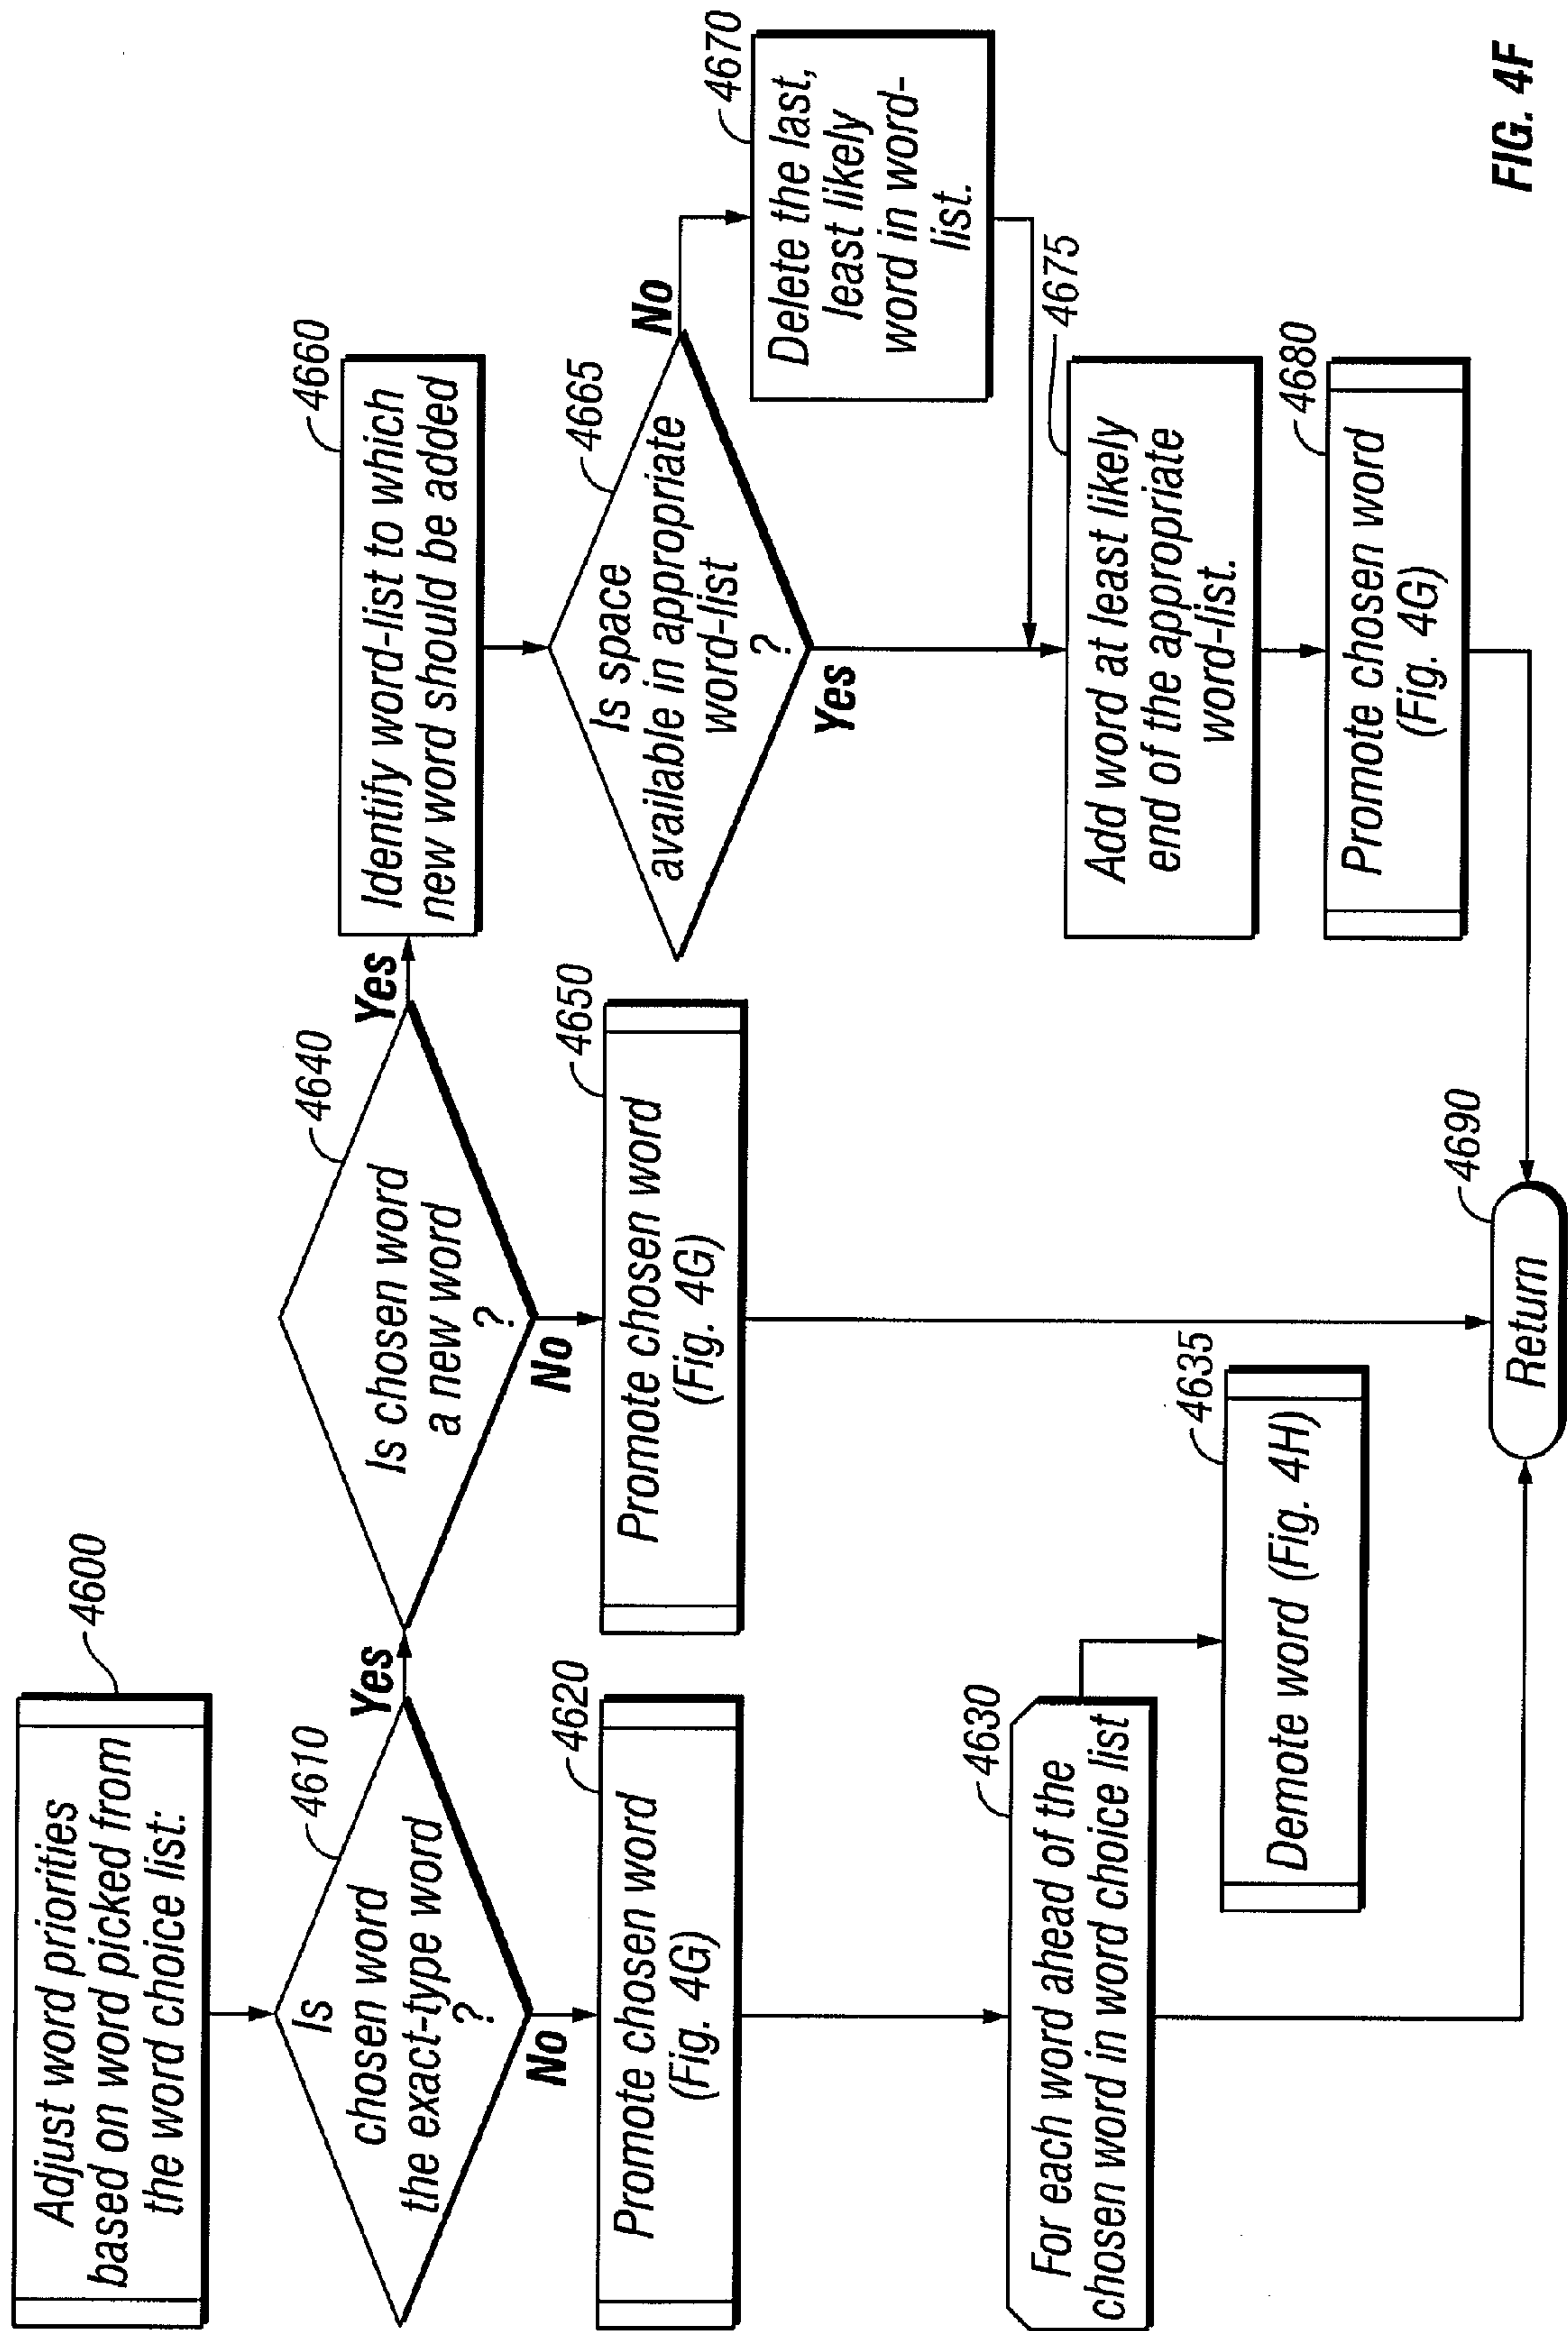 4600
Adjust word priorities
based on word picked from
the word choice list:
4610
Is
chosen word
the exact-type word
?
Yes
No
4620
Promote chosen word
(Fig. 4G)
4630
For each word ahead of the
chosen word in word choice list
4635
Demote word (Fig. 4H)
4640
Is chosen word
a new word
?
Yes
No
4650
Promote chosen word
(Fig. 4G)
4660
Identify word-list to which
new word should be added
4665
Is space
available in appropriate
word-list
?
No
Yes
4670
Delete the last,
least likely
word in word-
list.
4675
Add word at least likely
end of the appropriate
word-list.
4680
Promote chosen word
(Fig. 4G)
4690
Return
FIG. 4F